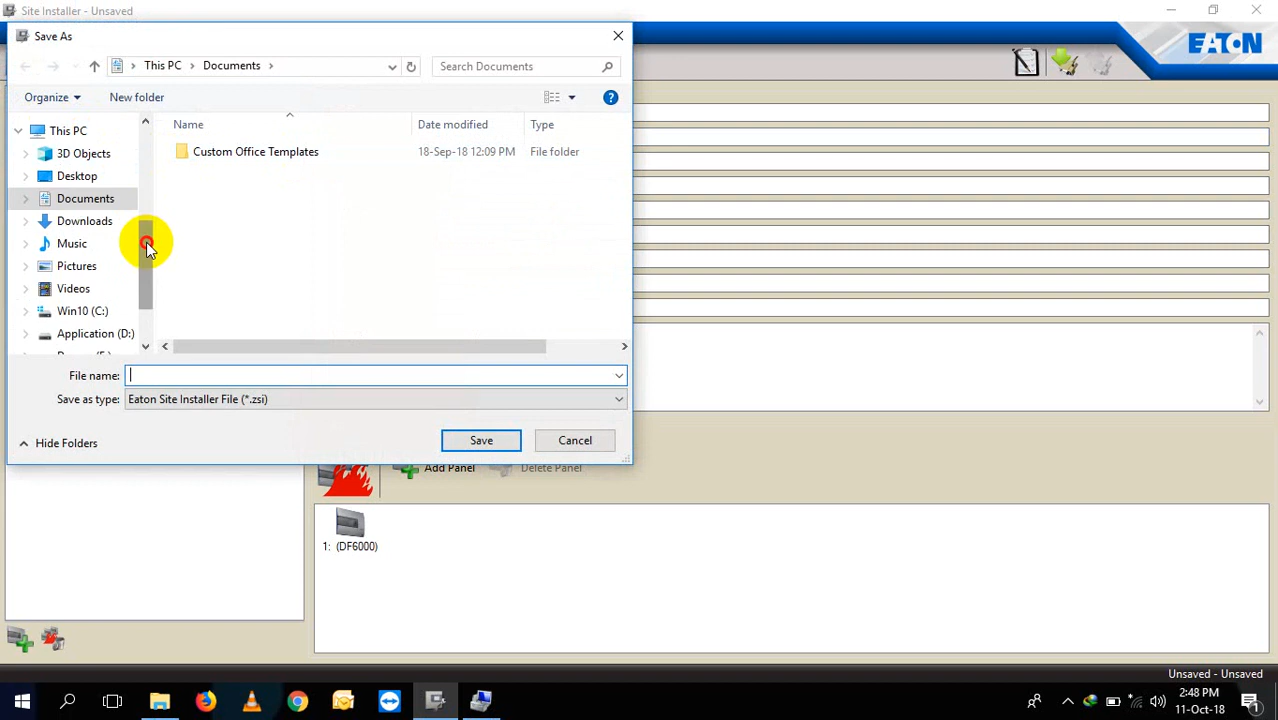 Site Installer - Unsaved
EATON
Save As
This PC
Documents
Search Documents
Organize
New folder
Name
Date modified
Type
This PC
Custom Office Templates
18-Sep-18 12:09 PM
File folder
3D Objects
Desktop
Documents
Downloads
Music
Pictures
Videos
Win10 (C:)
Application (D:)
File name:
Save as type:
Eaton Site Installer File (*.zsi)
Hide Folders
Save
Cancel
Add Panel
Delete Panel
1: (DF6000)
Unsaved - Unsaved
2:48 PM
11-Oct-18
1